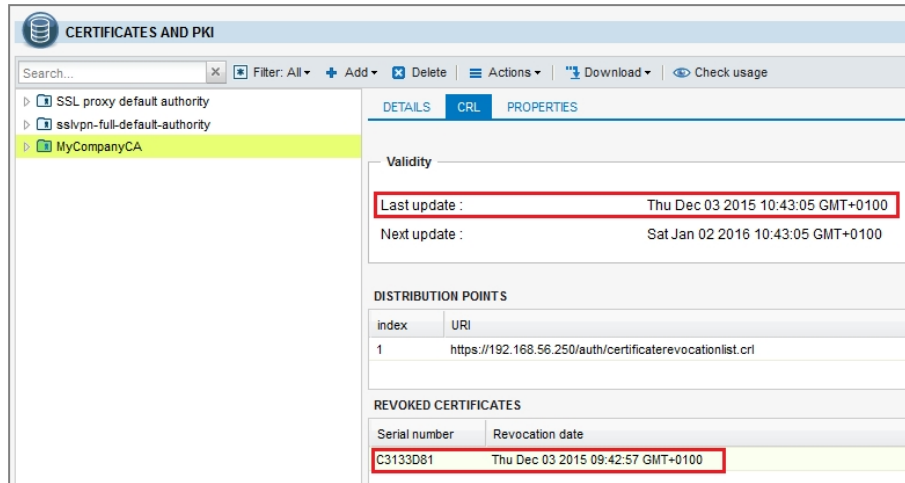 CERTIFICATES AND PKI
Search... Filter: All Add Delete Actions Download Check usage
SSL proxy default authority
sslvpn-full-default-authority
MyCompanyCA
DETAILS CRL PROPERTIES
Validity
Last update : Thu Dec 03 2015 10:43:05 GMT+0100
Next update : Sat Jan 02 2016 10:43:05 GMT+0100
DISTRIBUTION POINTS
index URI
1 https://192.168.56.250/auth/certificaterevocationlist.crl
REVOKED CERTIFICATES
Serial number Revocation date
C3133D81 Thu Dec 03 2015 09:42:57 GMT+0100